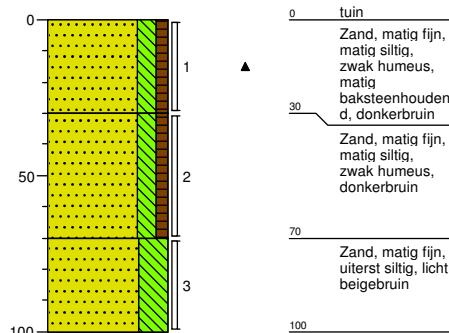 0
50
100
1
2
3
0 tuin
Zand, matig fijn,
matig siltig,
zwak humeus,
matig
baksteenhouden
d, donkerbruin
30
Zand, matig fijn,
matig siltig,
zwak humeus,
donkerbruin
70
Zand, matig fijn,
uiterst siltig, licht
beigebruin
100